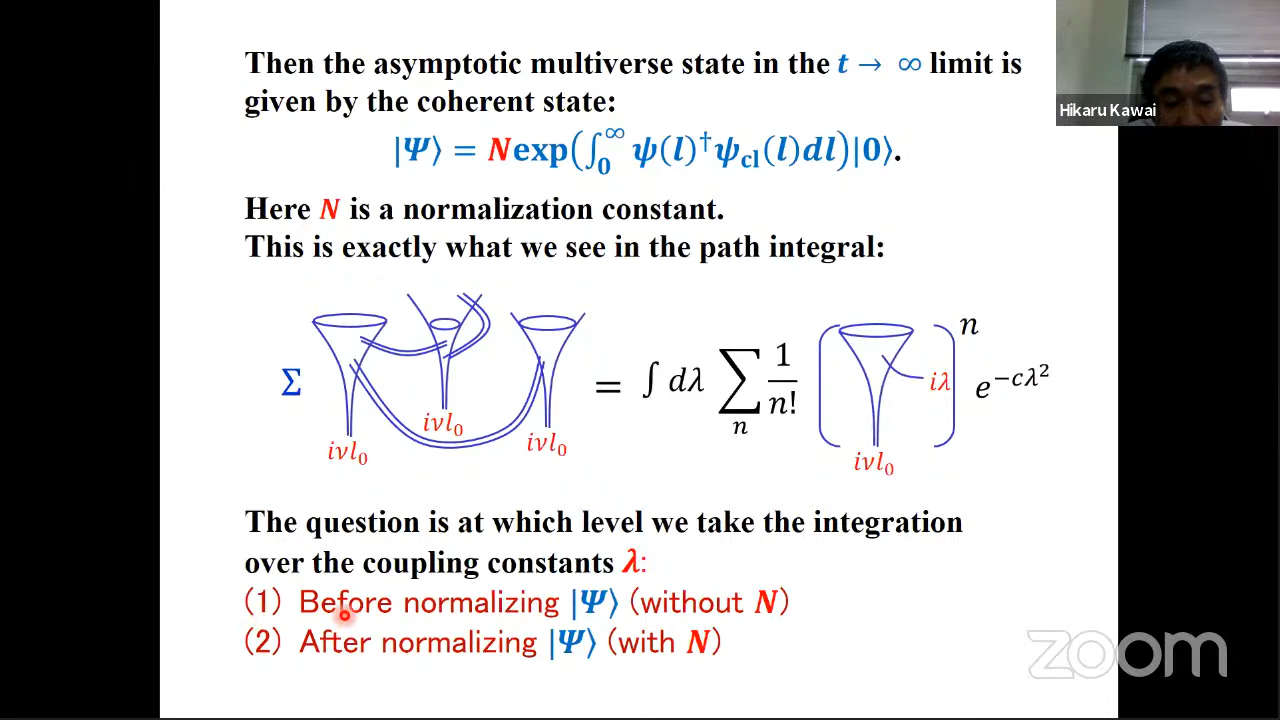 Then the asymptotic multiverse state in the t → ∞ limit is
given by the coherent state:
|Ψ⟩ = N exp(∫₀^∞ ψ(l)†ψ_cl(l)dl)|0⟩.
Here N is a normalization constant.
This is exactly what we see in the path integral:
Σ ivl₀ ivl₀ ivl₀ = ∫ dλ ∑_n 1/n! [ iλ ivl₀ ]^n e^{-cλ²}
The question is at which level we take the integration
over the coupling constants λ:
(1) Before normalizing |Ψ⟩ (without N)
(2) After normalizing |Ψ⟩ (with N)
Hikaru Kawai
zoom